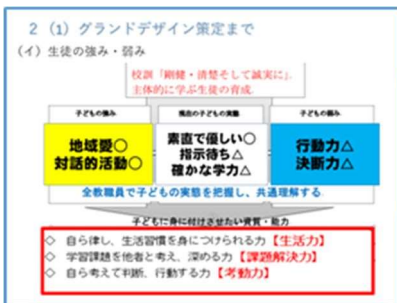 ２（1）グランドデザイン策定まで
（イ）生徒の強み・弱み
校訓「剛健・清楚そして誠実に」
主体的に学ぶ生徒の育成
子どもの強み
現在の子どもの実態
子どもの弱み
地域愛○
対話的活動○
素直で優しい○
指示待ち△
確かな学力△
行動力△
決断力△
全教職員で子どもの実態を把握し、共通理解する
子どもに身に付けさせたい資質・能力
◇ 自ら律し、生活習慣を身につけられる力【生活力】
◇ 学習課題を他者と考え、深める力【課題解決力】
◇ 自ら考えて判断、行動する力【考動力】